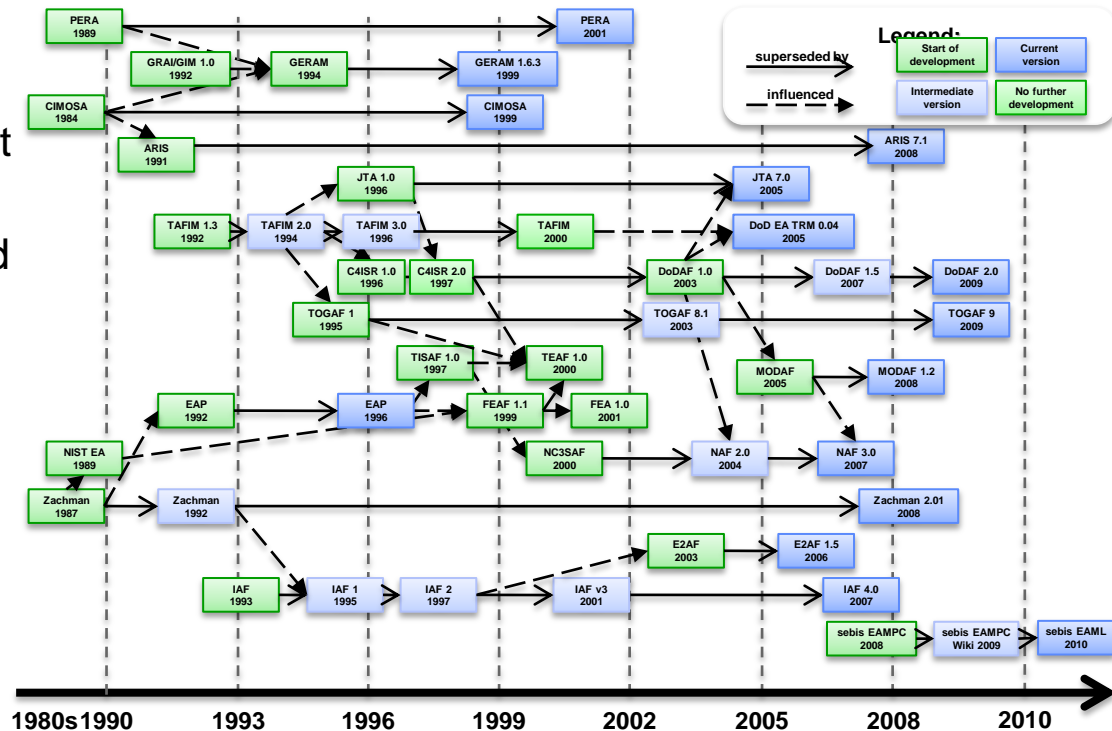 PERA
1989
PERA
2001
Legend:
superseded by
influenced
Start of
development
Current
version
Intermediate
version
No further
development
GRAI/GIM 1.0
1992
GERAM
1994
GERAM 1.6.3
1999
CIMOSA
1984
CIMOSA
1999
t
ARIS
1991
ARIS 7.1
2008
JTA 1.0
1996
JTA 7.0
2005
TAFIM 1.3
1992
TAFIM 2.0
1994
TAFIM 3.0
1996
TAFIM
2000
DoD EA TRM 0.04
2005
d
C4ISR 1.0
1996
C4ISR 2.0
1997
DoDAF 1.0
2003
DoDAF 1.5
2007
DoDAF 2.0
2009
TOGAF 1
1995
TOGAF 8.1
2003
TOGAF 9
2009
TISAF 1.0
1997
TEAF 1.0
2000
MODAF
2005
MODAF 1.2
2008
EAP
1992
EAP
1996
FEAF 1.1
1999
FEA 1.0
2001
NIST EA
1989
NC3SAF
2000
NAF 2.0
2004
NAF 3.0
2007
Zachman
1987
Zachman
1992
Zachman 2.01
2008
E2AF
2003
E2AF 1.5
2006
IAF
1993
IAF 1
1995
IAF 2
1997
IAF v3
2001
IAF 4.0
2007
sebis EAMPC
2008
sebis EAMPC
Wiki 2009
sebis EAML
2010
1980s 1990 1993 1996 1999 2002 2005 2008 2010